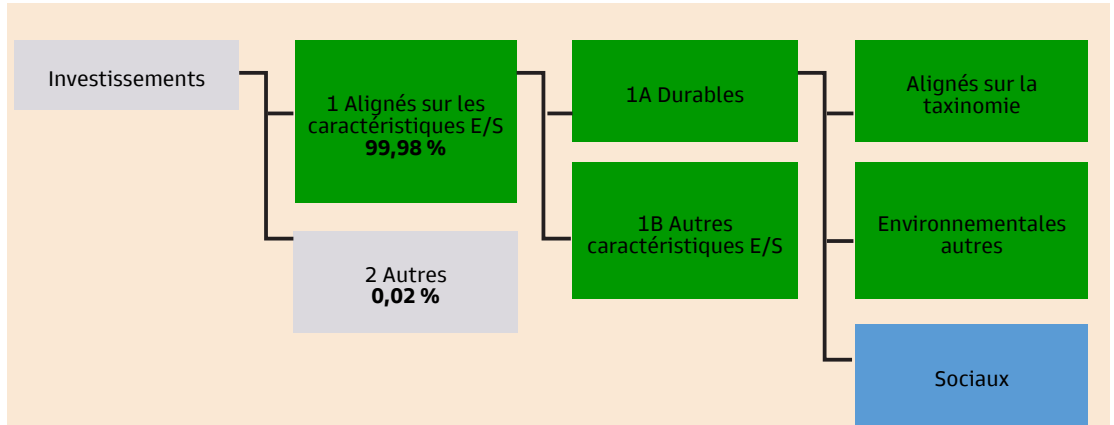 Investissements
1 Alignés sur les
caractéristiques E/S
99,98 %
2 Autres
0,02 %
1A Durables
1B Autres
caractéristiques E/S
Alignés sur la
taxinomie
Environnementales
autres
Sociaux